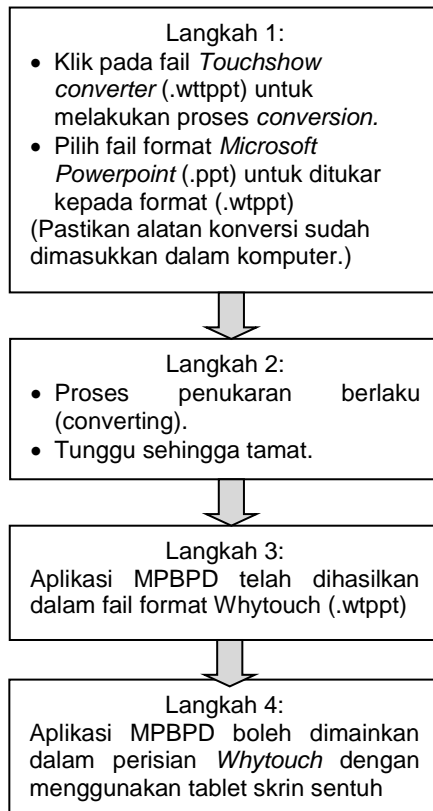 Langkah 1:
• Klik pada fail Touchshow
converter (.wttppt) untuk
melakukan proses conversion.
• Pilih fail format Microsoft
Powerpoint (.ppt) untuk ditukar
kepada format (.wtppt)
(Pastikan alatan konversi sudah
dimasukkan dalam komputer.)
Langkah 2:
• Proses penukaran berlaku
(converting).
• Tunggu sehingga tamat.
Langkah 3:
Aplikasi MPBPD telah dihasilkan
dalam fail format Whytouch (.wtppt)
Langkah 4:
Aplikasi MPBPD boleh dimainkan
dalam perisian Whytouch dengan
menggunakan tablet skrin sentuh